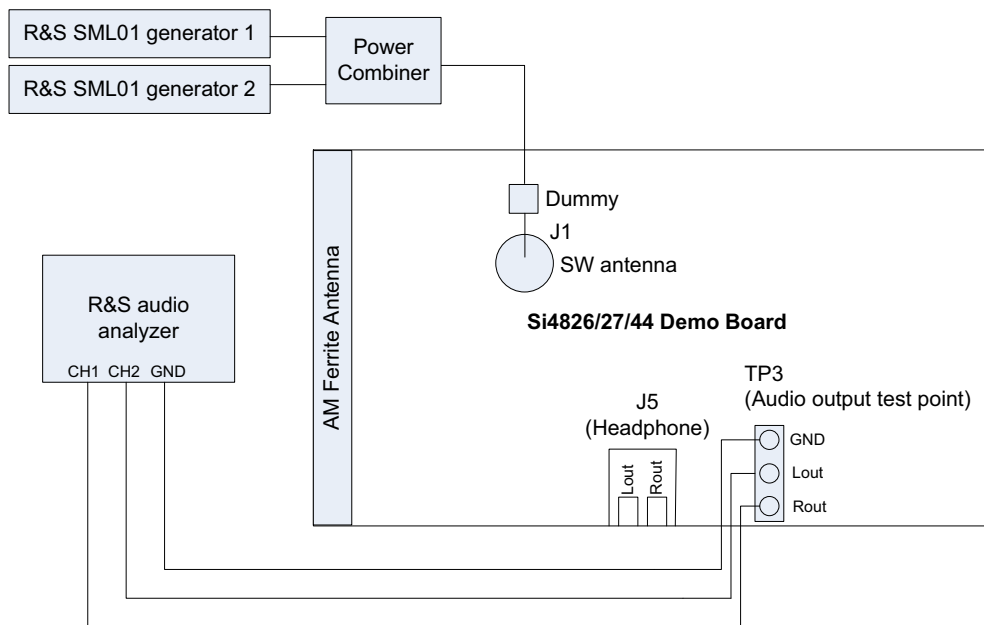 R&S SML01 generator 1
R&S SML01 generator 2
Power
Combiner
Dummy
J1
SW antenna
AM Ferrite Antenna
Si4826/27/44 Demo Board
R&S audio
analyzer
CH1 CH2 GND
J5
(Headphone)
Lout
Rout
TP3
(Audio output test point)
GND
Lout
Rout